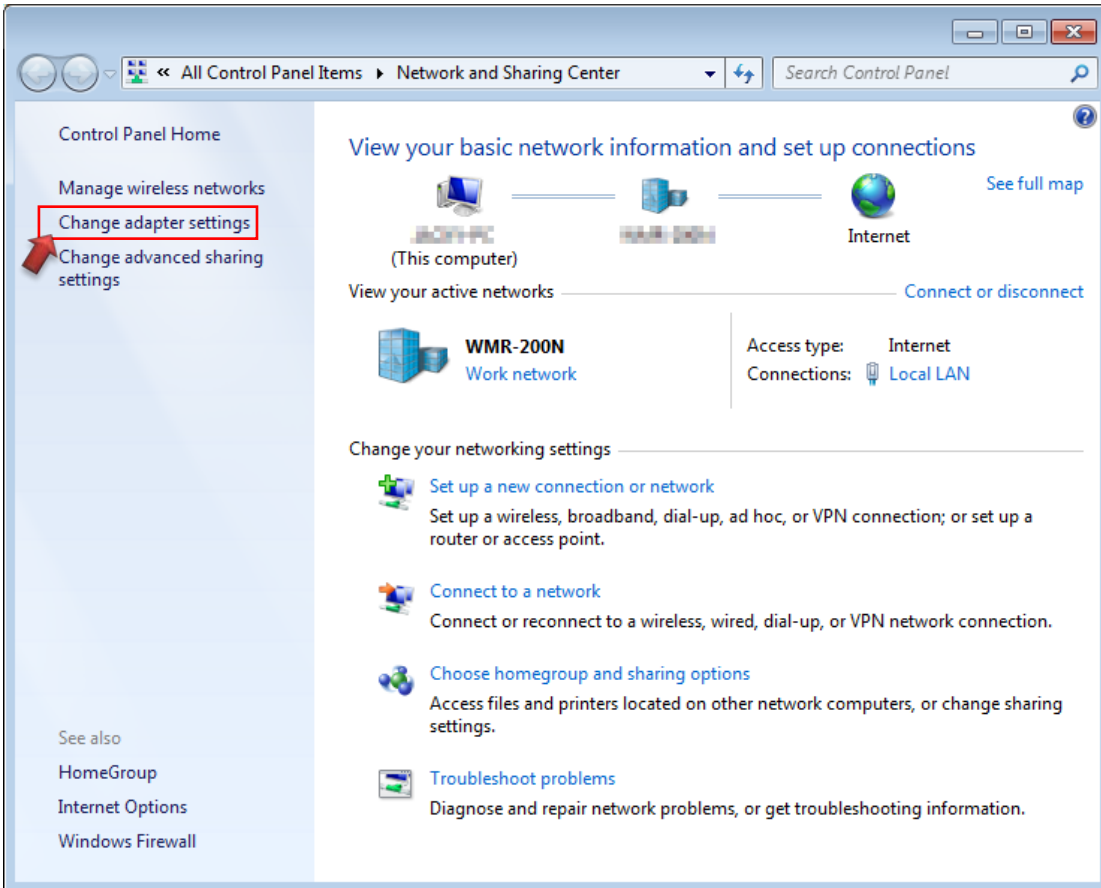 « All Control Panel Items ▸ Network and Sharing Center
Search Control Panel
Control Panel Home
Manage wireless networks
Change adapter settings
Change advanced sharing
settings
See also
HomeGroup
Internet Options
Windows Firewall
View your basic network information and set up connections
See full map
(This computer)
Internet
View your active networks
Connect or disconnect
WMR-200N
Work network
Access type: Internet
Connections: Local LAN
Change your networking settings
Set up a new connection or network
Set up a wireless, broadband, dial-up, ad hoc, or VPN connection; or set up a
router or access point.
Connect to a network
Connect or reconnect to a wireless, wired, dial-up, or VPN network connection.
Choose homegroup and sharing options
Access files and printers located on other network computers, or change sharing
settings.
Troubleshoot problems
Diagnose and repair network problems, or get troubleshooting information.